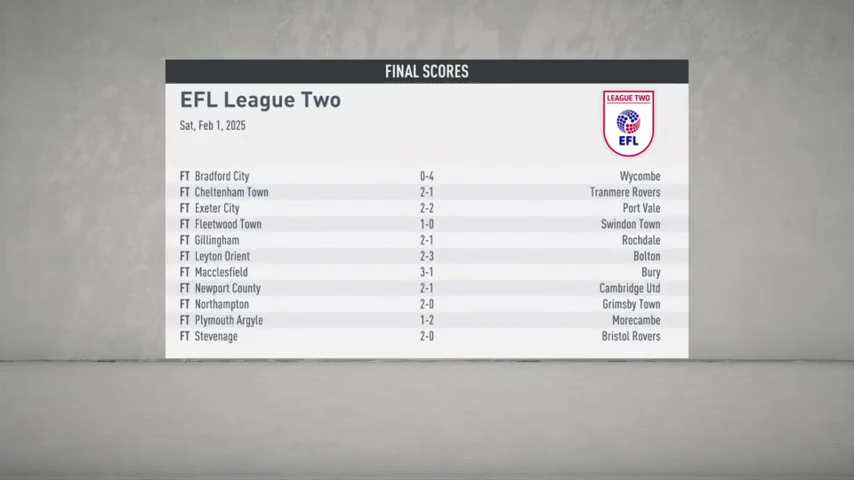 FINAL SCORES
EFL League Two
Sat, Feb 1, 2025
LEAGUE TWO
EFL
FT Bradford City 0-4 Wycombe
FT Cheltenham Town 2-1 Tranmere Rovers
FT Exeter City 2-2 Port Vale
FT Fleetwood Town 1-0 Swindon Town
FT Gillingham 2-1 Rochdale
FT Leyton Orient 2-3 Bolton
FT Macclesfield 3-1 Bury
FT Newport County 2-1 Cambridge Utd
FT Northampton 2-0 Grimsby Town
FT Plymouth Argyle 1-2 Morecambe
FT Stevenage 2-0 Bristol Rovers